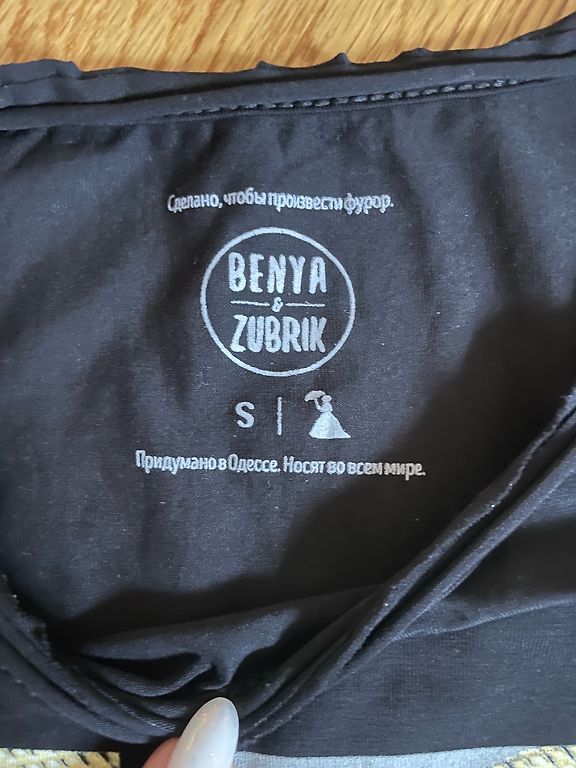 Сделано, чтобы произвести фурор.
BENYA
&
ZUBRIK
S |
Придумано в Одессе. Носят во всем мире.